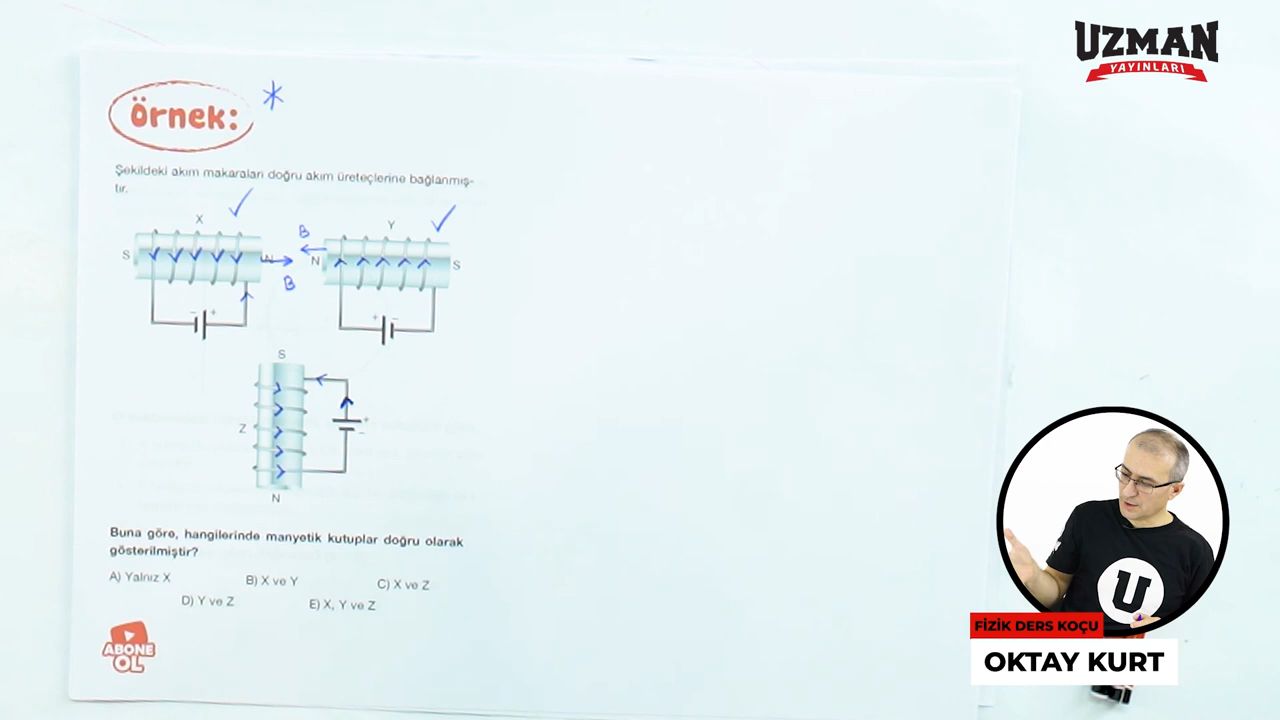 UZMAN
YAYINLARI
Örnek:
Şekildeki akım makaraları doğru akım üreteçlerine bağlanmış-
tır.
X
Y
S
N
B
B
N
S
- +
+ -
S
Z
+
-
N
Buna göre, hangilerinde manyetik kutuplar doğru olarak
gösterilmiştir?
A) Yalnız X B) X ve Y C) X ve Z
D) Y ve Z E) X, Y ve Z
ABONE
OL
U
FİZİK DERS KOÇU
OKTAY KURT